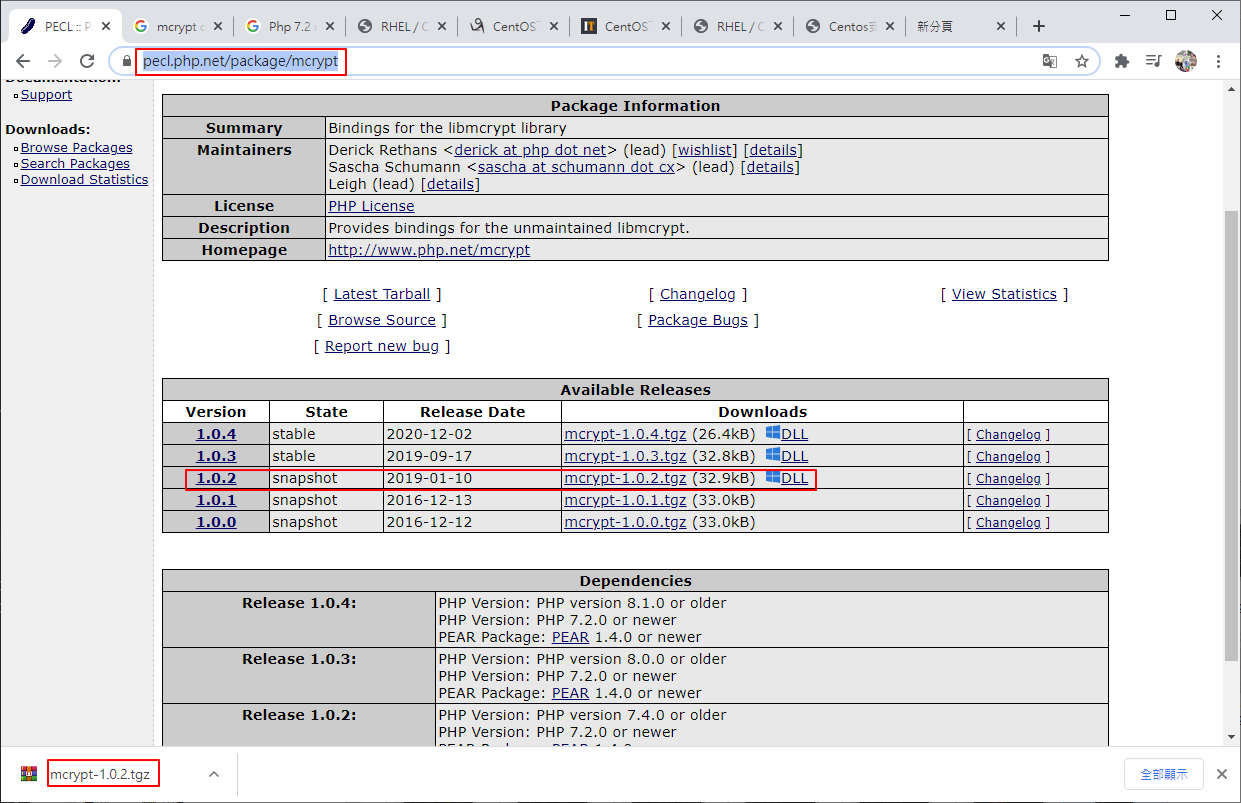 PECL :: P
mcrypt c
Php 7.2
RHEL / C
CentOS
CentOS
RHEL / C
Centos
新分頁
pecl.php.net/package/mcrypt
Support
Downloads:
Browse Packages
Search Packages
Download Statistics
Package Information
Summary Bindings for the libmcrypt library
Maintainers Derick Rethans <derick at php dot net> (lead) [wishlist] [details]
Sascha Schumann <sascha at schumann dot cx> (lead) [details]
Leigh (lead) [details]
License PHP License
Description Provides bindings for the unmaintained libmcrypt.
Homepage http://www.php.net/mcrypt
[ Latest Tarball ] [ Changelog ] [ View Statistics ]
[ Browse Source ] [ Package Bugs ]
[ Report new bug ]
Available Releases
Version State Release Date Downloads
1.0.4 stable 2020-12-02 mcrypt-1.0.4.tgz (26.4kB) DLL [ Changelog ]
1.0.3 stable 2019-09-17 mcrypt-1.0.3.tgz (32.8kB) DLL [ Changelog ]
1.0.2 snapshot 2019-01-10 mcrypt-1.0.2.tgz (32.9kB) DLL [ Changelog ]
1.0.1 snapshot 2016-12-13 mcrypt-1.0.1.tgz (33.0kB) [ Changelog ]
1.0.0 snapshot 2016-12-12 mcrypt-1.0.0.tgz (33.0kB) [ Changelog ]
Dependencies
Release 1.0.4: PHP Version: PHP version 8.1.0 or older
PHP Version: PHP 7.2.0 or newer
PEAR Package: PEAR 1.4.0 or newer
Release 1.0.3: PHP Version: PHP version 8.0.0 or older
PHP Version: PHP 7.2.0 or newer
PEAR Package: PEAR 1.4.0 or newer
Release 1.0.2: PHP Version: PHP version 7.4.0 or older
PHP Version: PHP 7.2.0 or newer
mcrypt-1.0.2.tgz
全部顯示